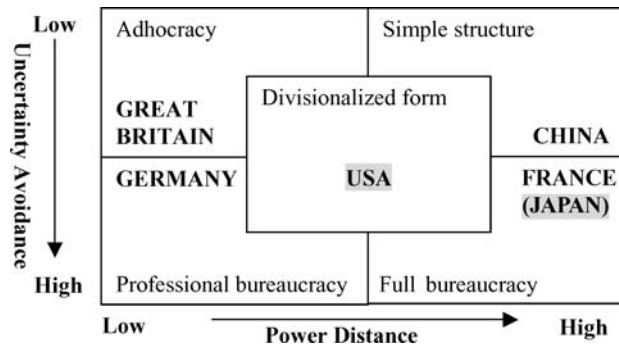 Low
Adhocracy
Simple structure
Uncertainty Avoidance
Divisionalized form
GREAT
BRITAIN
CHINA
GERMANY
USA
FRANCE
(JAPAN)
High
Professional bureaucracy
Full bureaucracy
Low
Power Distance
High